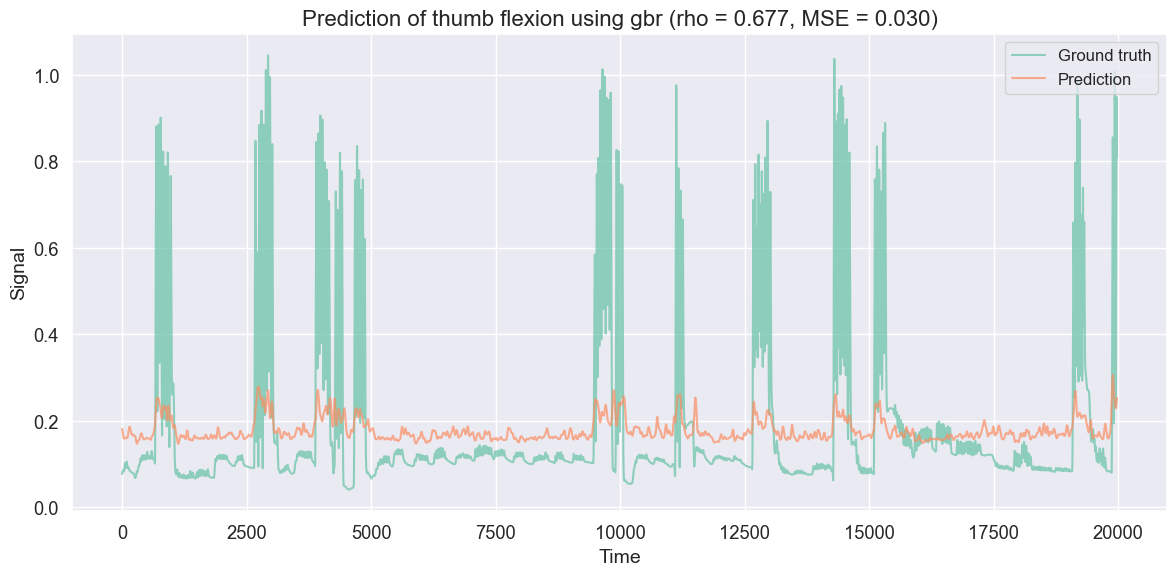 Prediction of thumb flexion using gbr (rho = 0.677, MSE = 0.030)
Ground truth
Prediction
Signal
1.0
0.8
0.6
0.4
0.2
0.0
0 2500 5000 7500 10000 12500 15000 17500 20000
Time